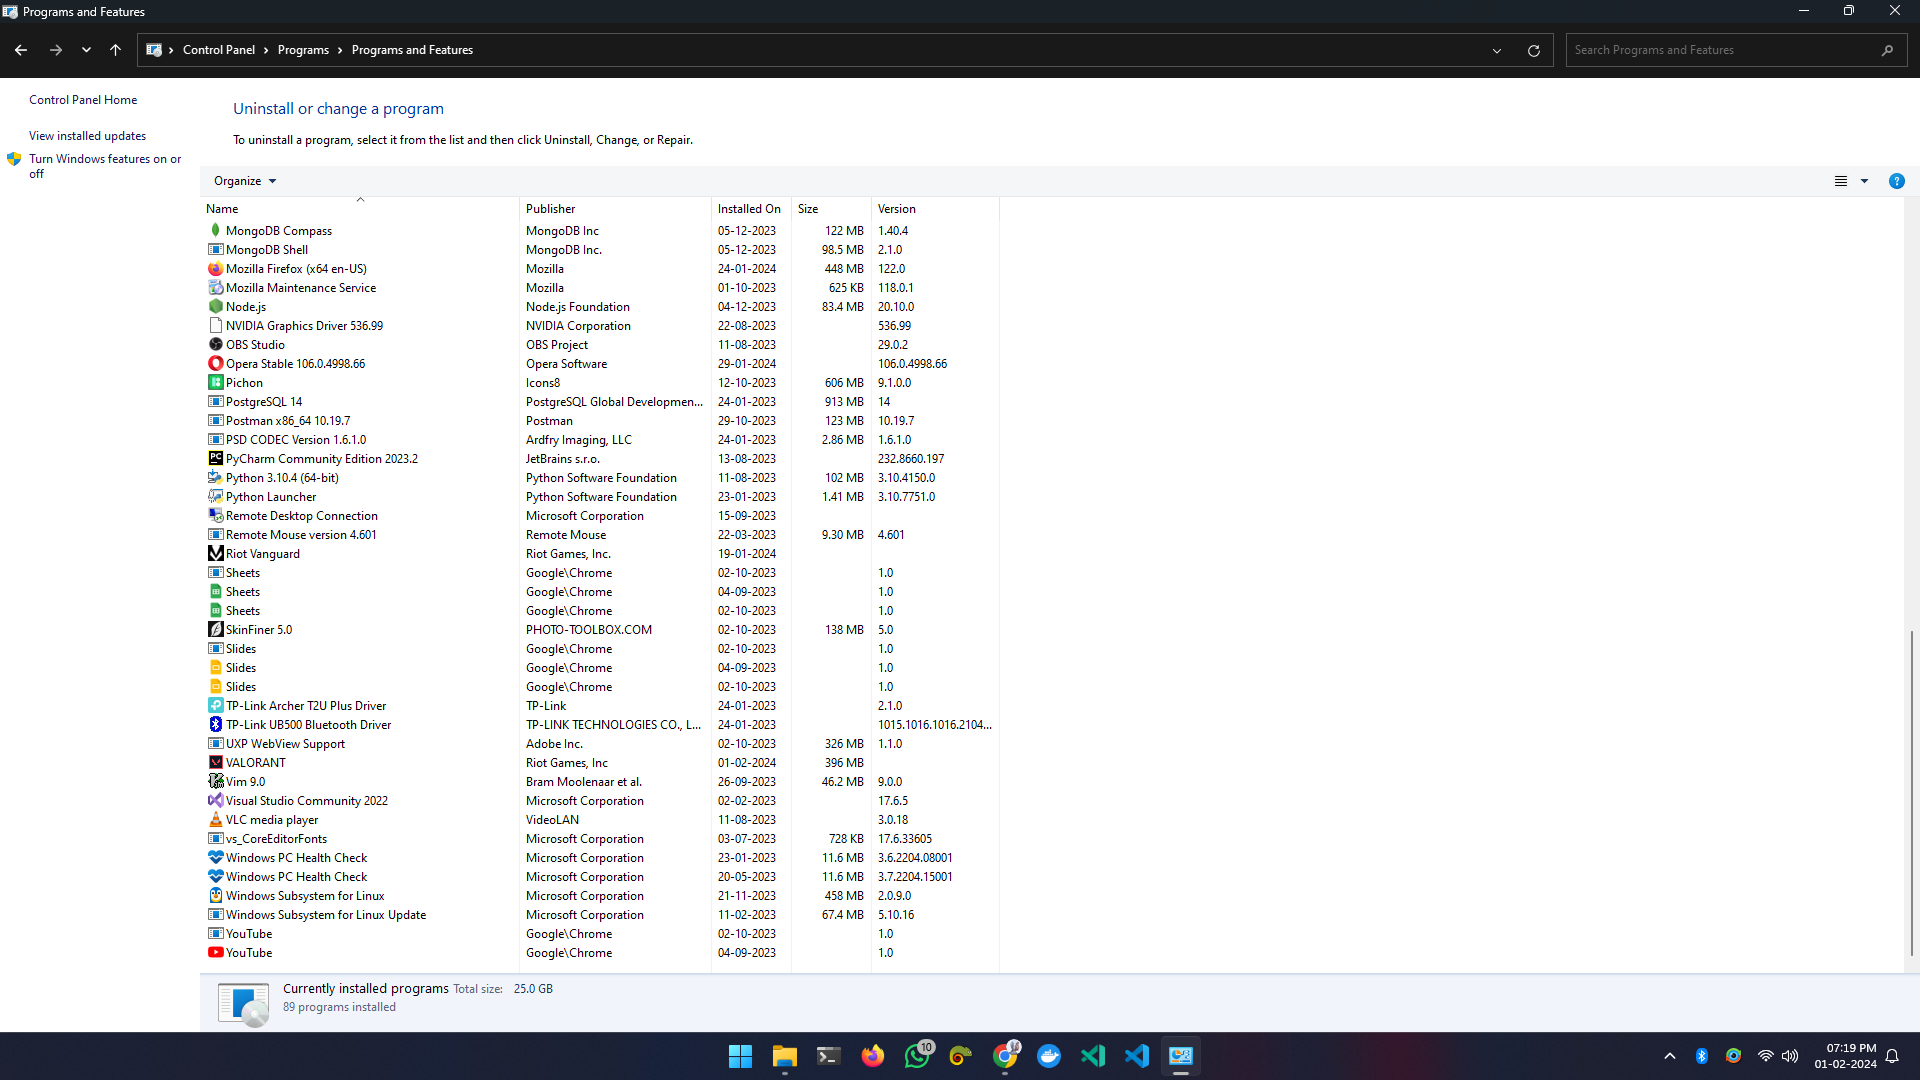 Programs and Features
Control Panel > Programs > Programs and Features
Search Programs and Features
Control Panel Home
View installed updates
Turn Windows features on or
off
Uninstall or change a program
To uninstall a program, select it from the list and then click Uninstall, Change, or Repair.
Organize
Name Publisher Installed On Size Version
MongoDB Compass MongoDB Inc 05-12-2023 122 MB 1.40.4
MongoDB Shell MongoDB Inc. 05-12-2023 98.5 MB 2.1.0
Mozilla Firefox (x64 en-US) Mozilla 24-01-2024 448 MB 122.0
Mozilla Maintenance Service Mozilla 01-10-2023 625 KB 118.0.1
Node.js Node.js Foundation 04-12-2023 83.4 MB 20.10.0
NVIDIA Graphics Driver 536.99 NVIDIA Corporation 22-08-2023 536.99
OBS Studio OBS Project 11-08-2023 29.0.2
Opera Stable 106.0.4998.66 Opera Software 29-01-2024 106.0.4998.66
Pichon Icons8 12-10-2023 606 MB 9.1.0.0
PostgreSQL 14 PostgreSQL Global Developmen... 24-01-2023 913 MB 14
Postman x86_64 10.19.7 Postman 29-10-2023 123 MB 10.19.7
PSD CODEC Version 1.6.1.0 Ardfry Imaging, LLC 24-01-2023 2.86 MB 1.6.1.0
PC PyCharm Community Edition 2023.2 JetBrains s.r.o. 13-08-2023 232.8660.197
Python 3.10.4 (64-bit) Python Software Foundation 11-08-2023 102 MB 3.10.4150.0
Python Launcher Python Software Foundation 23-01-2023 1.41 MB 3.10.7751.0
Remote Desktop Connection Microsoft Corporation 15-09-2023
Remote Mouse version 4.601 Remote Mouse 22-03-2023 9.30 MB 4.601
Riot Vanguard Riot Games, Inc. 19-01-2024
Sheets Google\Chrome 02-10-2023 1.0
Sheets Google\Chrome 04-09-2023 1.0
Sheets Google\Chrome 02-10-2023 1.0
SkinFiner 5.0 PHOTO-TOOLBOX.COM 02-10-2023 138 MB 5.0
Slides Google\Chrome 02-10-2023 1.0
Slides Google\Chrome 04-09-2023 1.0
Slides Google\Chrome 02-10-2023 1.0
TP-Link Archer T2U Plus Driver TP-Link 24-01-2023 2.1.0
TP-Link UB500 Bluetooth Driver TP-LINK TECHNOLOGIES CO., L... 24-01-2023 1015.1016.1016.2104...
UXP WebView Support Adobe Inc. 02-10-2023 326 MB 1.1.0
VALORANT Riot Games, Inc 01-02-2024 396 MB
Vim 9.0 Bram Moolenaar et al. 26-09-2023 46.2 MB 9.0.0
Visual Studio Community 2022 Microsoft Corporation 02-02-2023 17.6.5
VLC media player VideoLAN 11-08-2023 3.0.18
vs_CoreEditorFonts Microsoft Corporation 03-07-2023 728 KB 17.6.33605
Windows PC Health Check Microsoft Corporation 23-01-2023 11.6 MB 3.6.2204.08001
Windows PC Health Check Microsoft Corporation 20-05-2023 11.6 MB 3.7.2204.15001
Windows Subsystem for Linux Microsoft Corporation 21-11-2023 458 MB 2.0.9.0
Windows Subsystem for Linux Update Microsoft Corporation 11-02-2023 67.4 MB 5.10.16
YouTube Google\Chrome 02-10-2023 1.0
YouTube Google\Chrome 04-09-2023 1.0
Currently installed programs Total size: 25.0 GB
89 programs installed
10
07:19 PM
01-02-2024